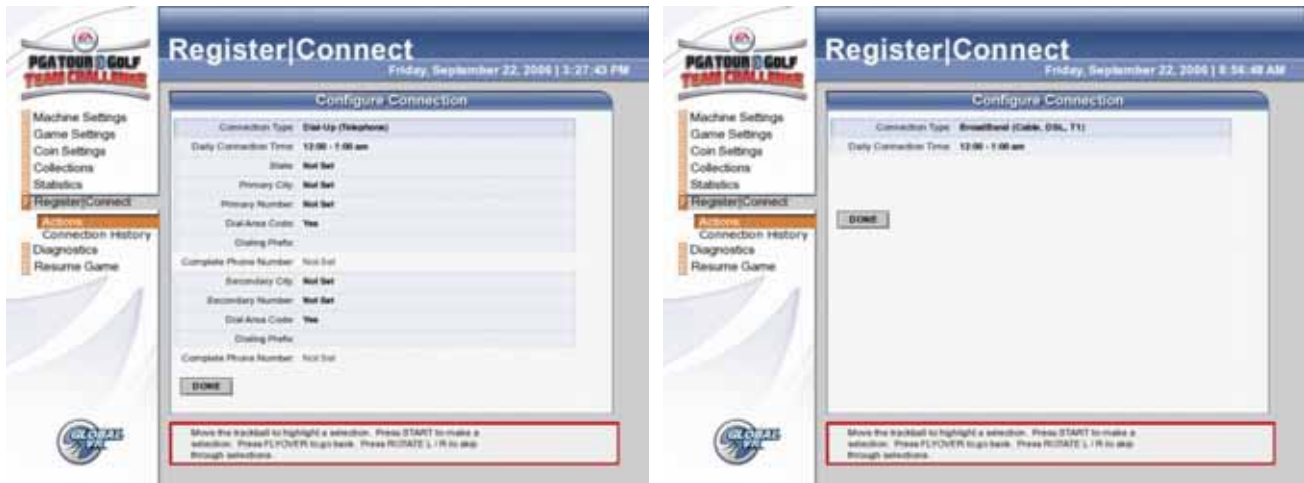 EA
PGA TOUR GOLF
TEAM CHALLENGE
Register|Connect
Friday, September 22, 2006 | 3:27:43 PM
Machine Settings
Game Settings
Coin Settings
Collections
Statistics
Register|Connect
Actions
Connection History
Diagnostics
Resume Game
Configure Connection
Connection Type Dial-Up (Telephone)
Daily Connection Time 12:00 - 1:00 am
State Not Set
Primary City Not Set
Primary Number Not Set
Dial Area Code Yes
Dialing Prefix
Complete Phone Number Not Set
Secondary City Not Set
Secondary Number Not Set
Dial Area Code Yes
Dialing Prefix
Complete Phone Number Not Set
DONE
GLOBAL
VR
Move the trackball to highlight a selection. Press START to make a
selection. Press FLYOVER to go back. Press ROTATE L / R to skip
through selections.
EA
PGA TOUR GOLF
TEAM CHALLENGE
Register|Connect
Friday, September 22, 2006 | 8:56:48 AM
Machine Settings
Game Settings
Coin Settings
Collections
Statistics
Register|Connect
Actions
Connection History
Diagnostics
Resume Game
Configure Connection
Connection Type BroadBand (Cable, DSL, T1)
Daily Connection Time 12:00 - 1:00 am
DONE
GLOBAL
VR
Move the trackball to highlight a selection. Press START to make a
selection. Press FLYOVER to go back. Press ROTATE L / R to skip
through selections.